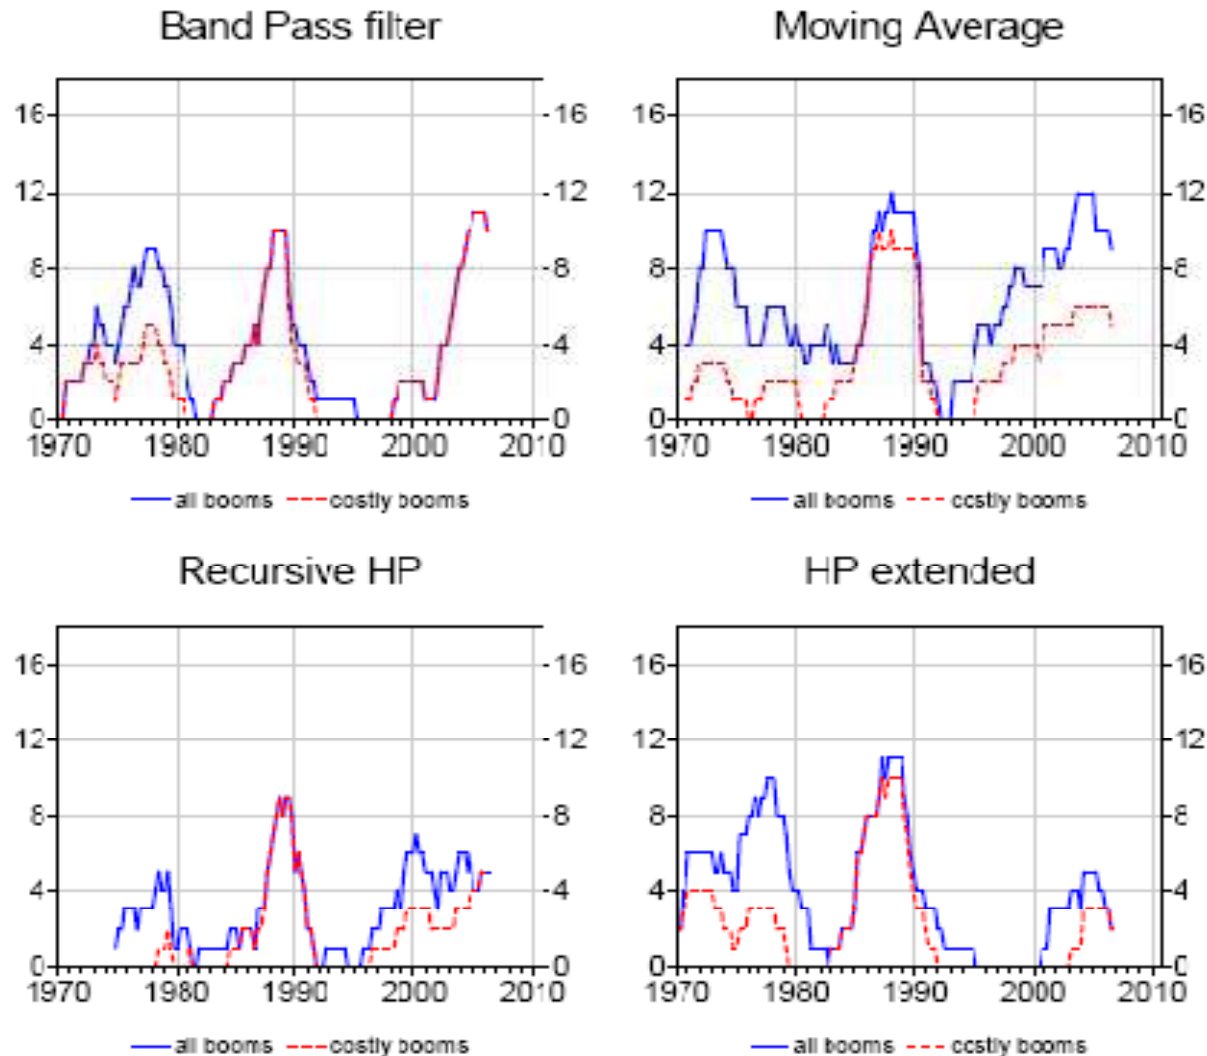 Band Pass filter
Moving Average
16 16 16 16
12 12 12 12
8 8 8 8
4 4 4 4
0 0 0 0
1970 1980 1990 2000 2010 1970 1980 1990 2000 2010
all booms costly booms all booms costly booms
Recursive HP
HP extended
16 16 16 16
12 12 12 12
8 8 8 8
4 4 4 4
0 0 0 0
1970 1980 1990 2000 2010 1970 1980 1990 2000 2010
all booms costly booms all booms costly booms